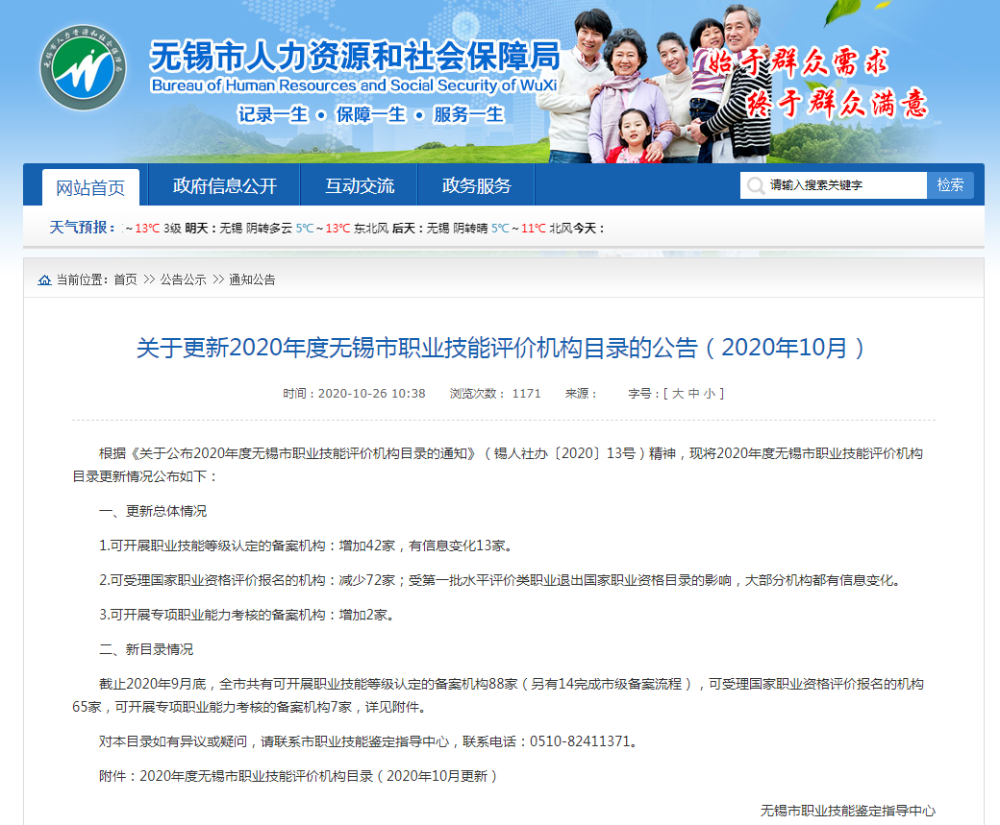 无锡市人力资源和社会保障局
无锡市人力资源和社会保障局
Bureau of Human Resources and Social Security of WuXi
记录一生 • 保障一生 • 服务一生
始于群众需求
终于群众满意
网站首页 政府信息公开 互动交流 政务服务 请输入搜索关键字 检索
天气预报： ～13℃ 3级 明天：无锡 阴转多云 5℃～13℃ 东北风 后天：无锡 阴转晴 5℃～11℃ 北风今天：
当前位置：首页 >> 公告公示 >> 通知公告
关于更新2020年度无锡市职业技能评价机构目录的公告（2020年10月）
时间：2020-10-26 10:38 浏览次数： 1171 来源： 字号：[ 大 中 小 ]
根据《关于公布2020年度无锡市职业技能评价机构目录的通知》（锡人社办〔2020〕13号）精神，现将2020年度无锡市职业技能评价机构
目录更新情况公布如下：
一、更新总体情况
1.可开展职业技能等级认定的备案机构：增加42家，有信息变化13家。
2.可受理国家职业资格评价报名的机构：减少72家；受第一批水平评价类职业退出国家职业资格目录的影响，大部分机构都有信息变化。
3.可开展专项职业能力考核的备案机构：增加2家。
二、新目录情况
截止2020年9月底，全市共有可开展职业技能等级认定的备案机构88家（另有14完成市级备案流程），可受理国家职业资格评价报名的机构
65家，可开展专项职业能力考核的备案机构7家，详见附件。
对本目录如有异议或疑问，请联系市职业技能鉴定指导中心，联系电话：0510-82411371。
附件：2020年度无锡市职业技能评价机构目录（2020年10月更新）
无锡市职业技能鉴定指导中心